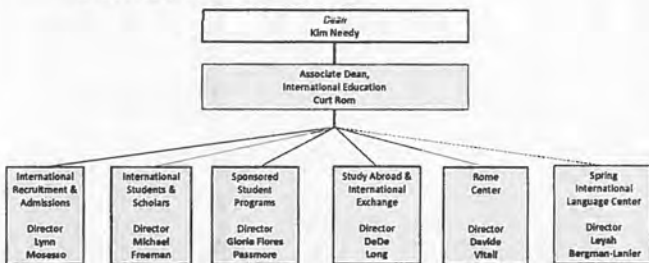 Dean
Kim Needy
Associate Dean,
International Education
Curt Rom
International
Recruitment &
Admissions
Director
Lynn
Mosesso
International
Students &
Scholars
Director
Michael
Freeman
Sponsored
Student
Programs
Director
Gloria Flores
Passmore
Study Abroad &
International
Exchange
Director
DeDe
Long
Rome
Center
Director
Davide
Vitali
Spring
International
Language Center
Director
Leyah
Bergman-Lanier